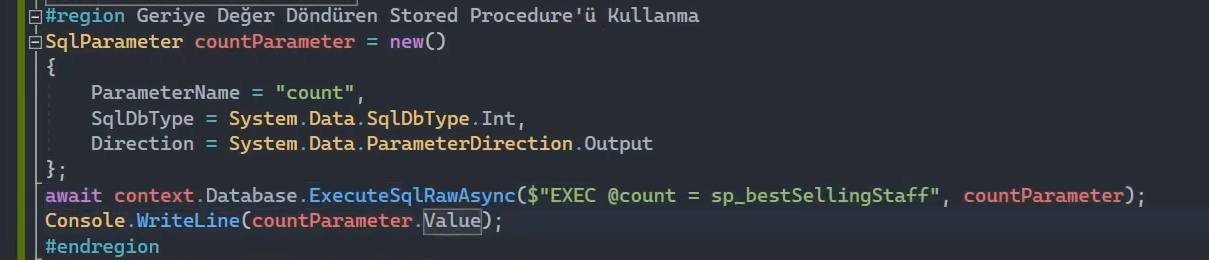 #region Geriye Değer Döndüren Stored Procedure'ü Kullanma
SqlParameter countParameter = new()
{
    ParameterName = "count",
    SqlDbType = System.Data.SqlDbType.Int,
    Direction = System.Data.ParameterDirection.Output
};
await context.Database.ExecuteSqlRawAsync($"EXEC @count = sp_bestSellingStaff", countParameter);
Console.WriteLine(countParameter.Value);
#endregion